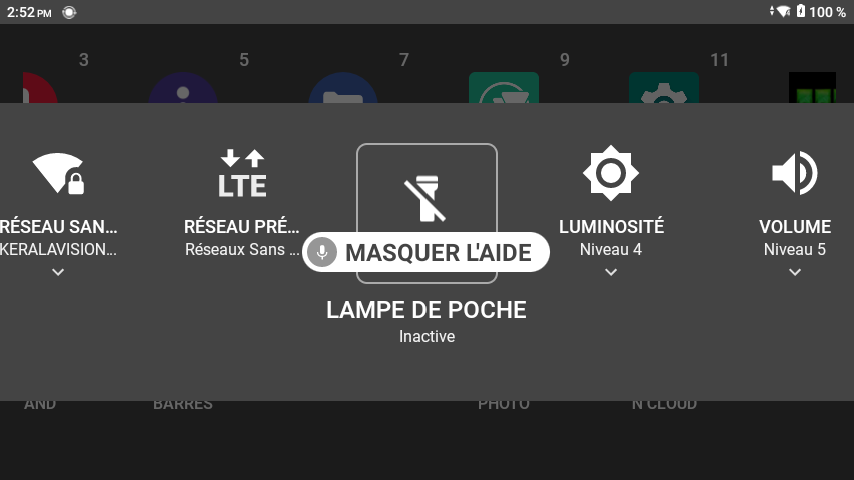 2:52 PM
100 %
3
5
7
9
11
LTE
RÉSEAU SAN...
RÉSEAU PRÉ...
LUMINOSITÉ
VOLUME
KERALAVISION...
Réseaux Sans ...
MASQUER L'AIDE
Niveau 4
Niveau 5
LAMPE DE POCHE
Inactive
AND
BARRES
PHOTO
N CLOUD